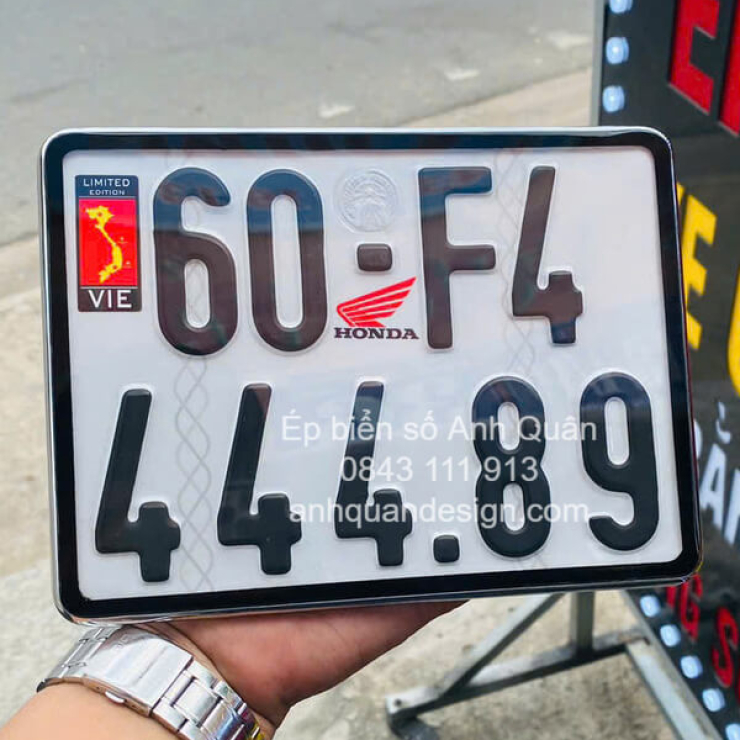 LIMITED
EDITION
VIE
60-F4
HONDA
444.89
Ép biển số Anh Quân
0843 111 913
anhquandesign.com